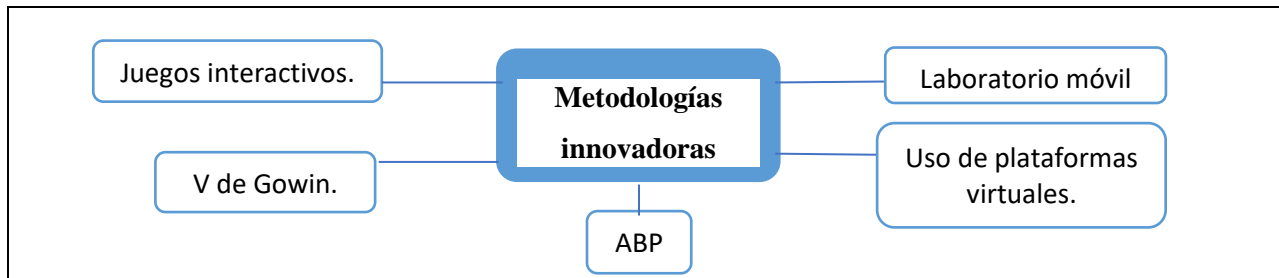 Juegos interactivos.
Metodologías
innovadoras
Laboratorio móvil
V de Gowin.
Uso de plataformas
virtuales.
ABP